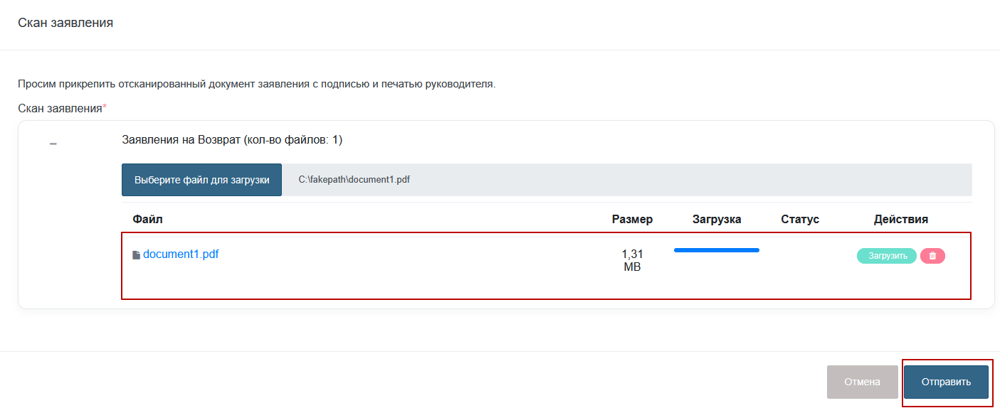 Скан заявления
Просим прикрепить отсканированный документ заявления с подписью и печатью руководителя.
Скан заявления*
Заявления на Возврат (кол-во файлов: 1)
Выберите файл для загрузки C:\fakepath\document1.pdf
Файл Размер Загрузка Статус Действия
document1.pdf 1,31 Загрузить
MB
Отмена Отправить